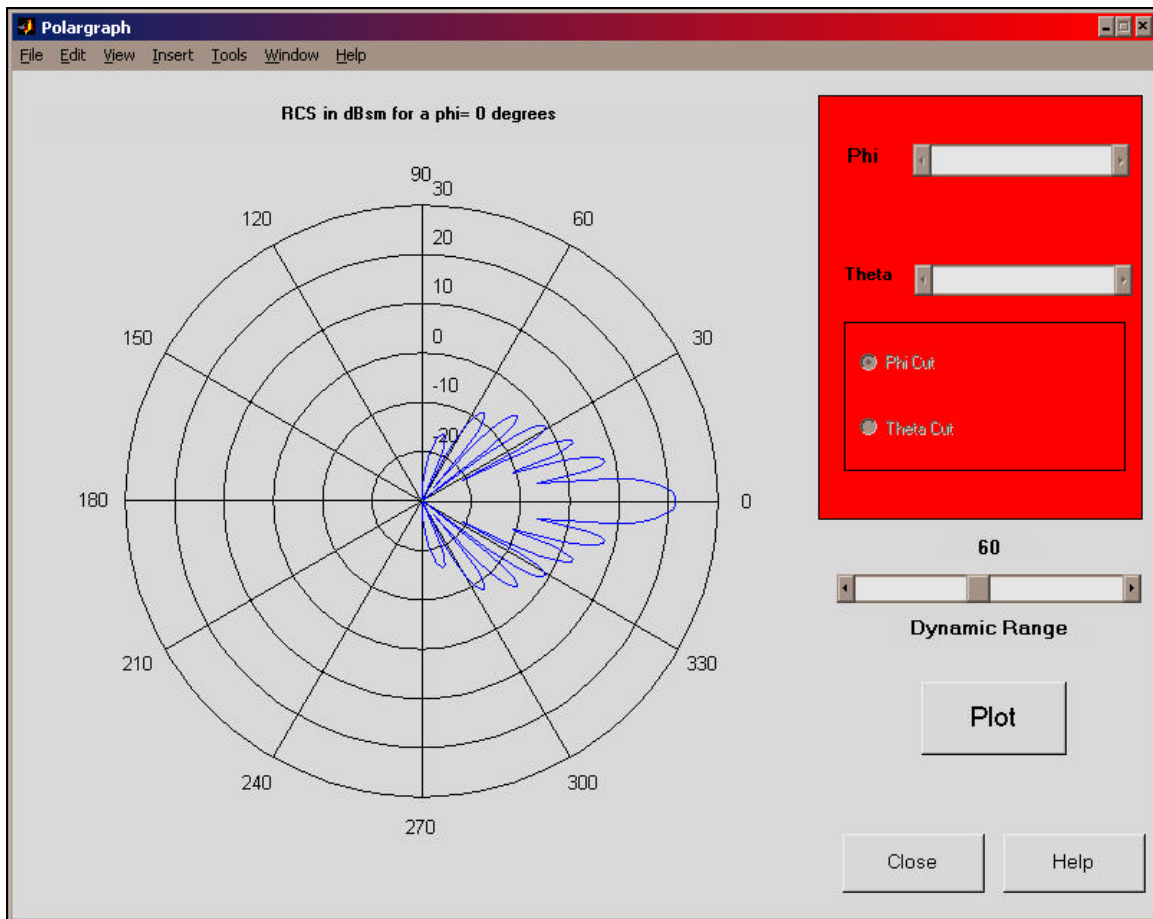 Polargraph
File Edit View Insert Tools Window Help
RCS in dBsm for a phi= 0 degrees
90
30
120
60
20
10
150
0
30
-10
-20
180
0
210
330
240
300
270
Phi
Theta
Phi Cut
Theta Cut
60
Dynamic Range
Plot
Close
Help